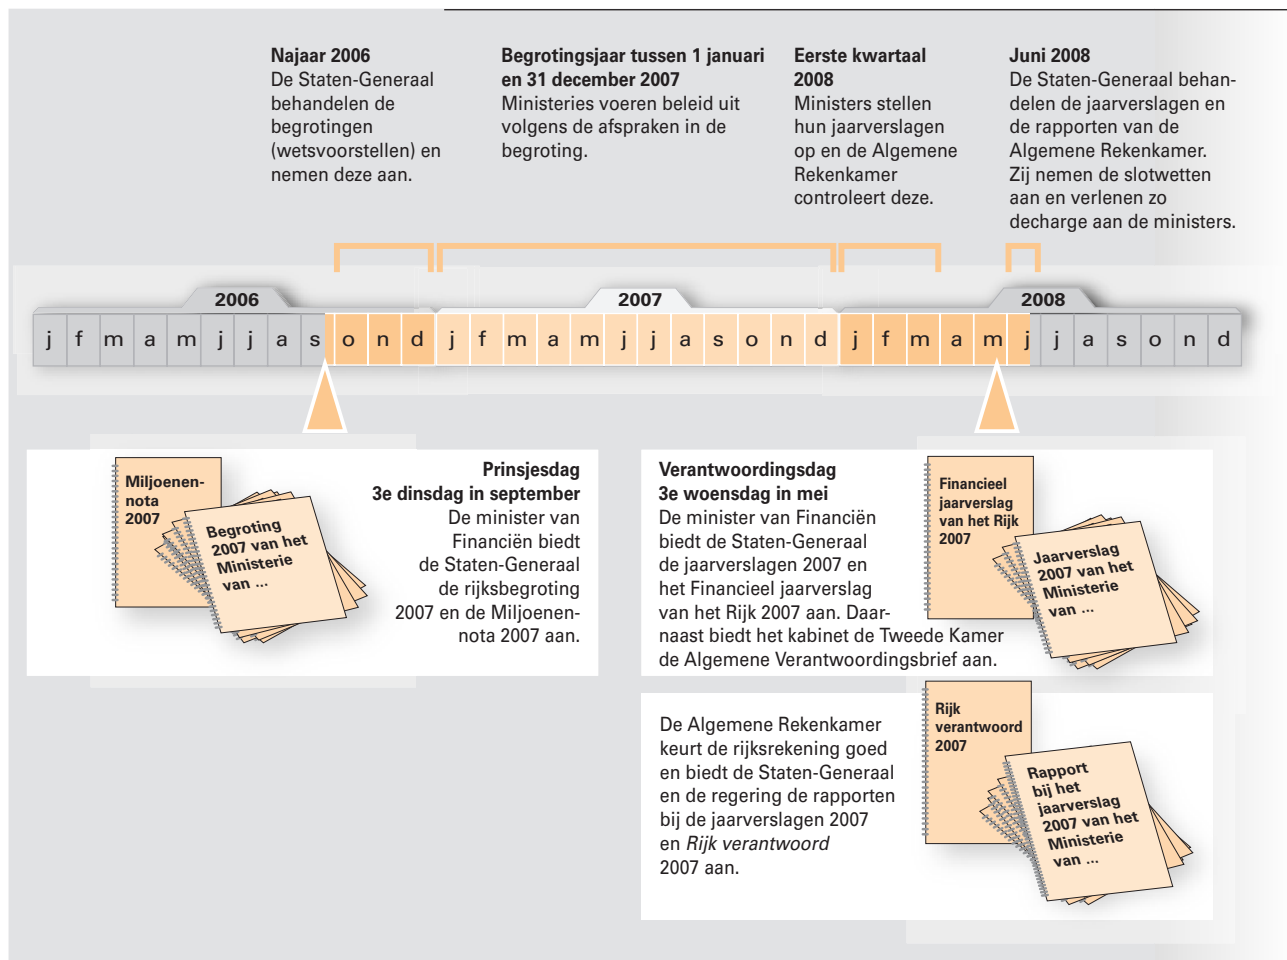 Najaar 2006
De Staten-Generaal
behandelen de
begrotingen
(wetsvoorstellen) en
nemen deze aan.
Begrotingsjaar tussen 1 januari
en 31 december 2007
Ministeries voeren beleid uit
volgens de afspraken in de
begroting.
Eerste kwartaal
2008
Ministers stellen
hun jaarverslagen
op en de Algemene
Rekenkamer
controleert deze.
Juni 2008
De Staten-Generaal behan-
delen de jaarverslagen en
de rapporten van de
Algemene Rekenkamer.
Zij nemen de slotwetten
aan en verlenen zo
decharge aan de ministers.
2006 2007 2008
j f m a m j j a s o n d j f m a m j j a s o n d j f m a m j j a s o n d
Miljoenen-
nota
2007
Begroting
2007 van het
Ministerie
van ...
Prinsjesdag
3e dinsdag in september
De minister van
Financiën biedt
de Staten-Generaal
de rijksbegroting
2007 en de Miljoenen-
nota 2007 aan.
Verantwoordingsdag
3e woensdag in mei
De minister van Financiën
biedt de Staten-Generaal
de jaarverslagen 2007 en
het Financieel jaarverslag
van het Rijk 2007 aan. Daar-
naast biedt het kabinet de Tweede Kamer
de Algemene Verantwoordingsbrief aan.
Financieel
jaarverslag
van het Rijk
2007
Jaarverslag
2007 van het
Ministerie
van ...
De Algemene Rekenkamer
keurt de rijksrekening goed
en biedt de Staten-Generaal
en de regering de rapporten
bij de jaarverslagen 2007
en Rijk verantwoord
2007 aan.
Rijk
verantwoord
2007
Rapport
bij het
jaarverslag
2007 van het
Ministerie
van ...